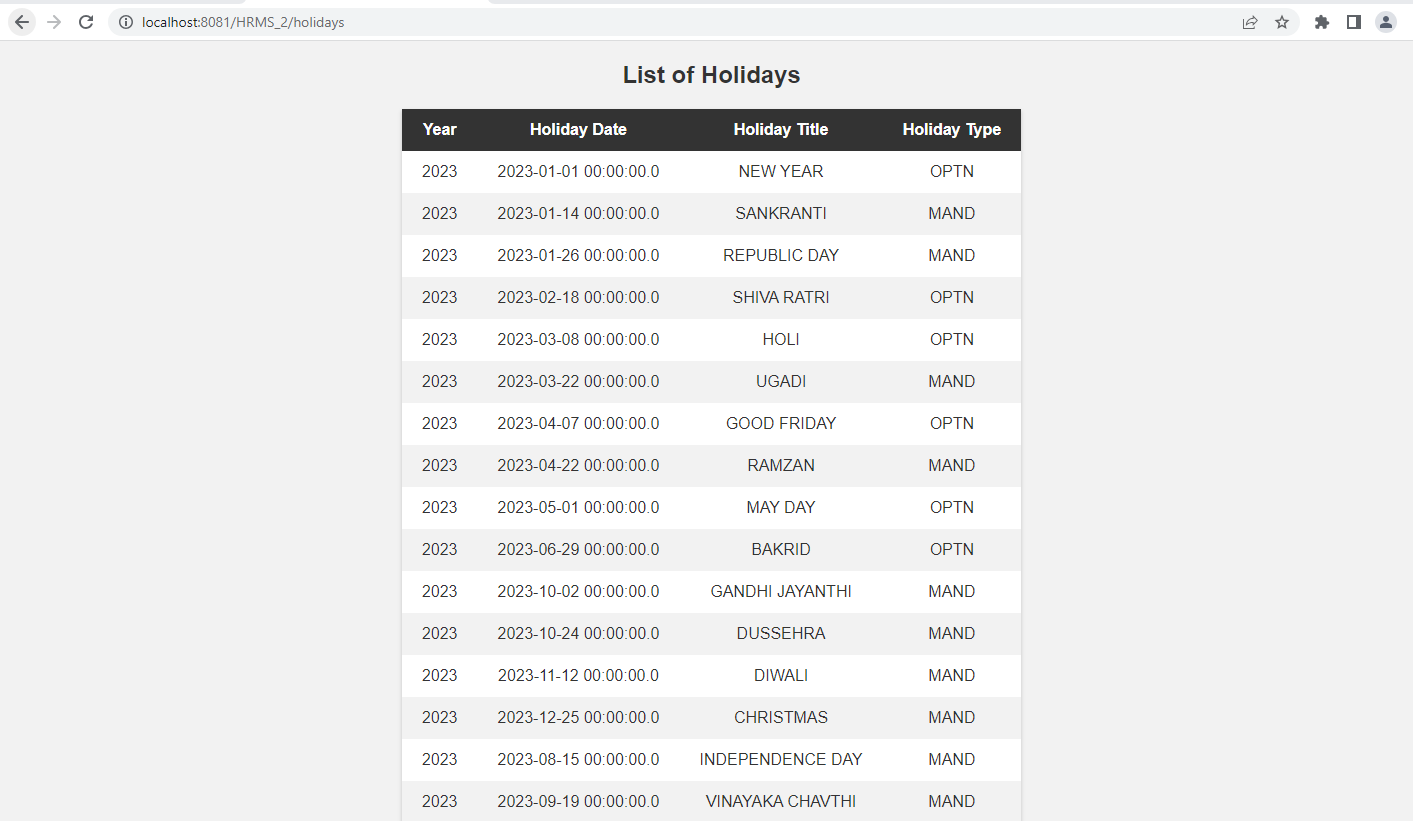 localhost:8081/HRMS_2/holidays
List of Holidays
Year Holiday Date Holiday Title Holiday Type
2023 2023-01-01 00:00:00.0 NEW YEAR OPTN
2023 2023-01-14 00:00:00.0 SANKRANTI MAND
2023 2023-01-26 00:00:00.0 REPUBLIC DAY MAND
2023 2023-02-18 00:00:00.0 SHIVA RATRI OPTN
2023 2023-03-08 00:00:00.0 HOLI OPTN
2023 2023-03-22 00:00:00.0 UGADI MAND
2023 2023-04-07 00:00:00.0 GOOD FRIDAY OPTN
2023 2023-04-22 00:00:00.0 RAMZAN MAND
2023 2023-05-01 00:00:00.0 MAY DAY OPTN
2023 2023-06-29 00:00:00.0 BAKRID OPTN
2023 2023-10-02 00:00:00.0 GANDHI JAYANTHI MAND
2023 2023-10-24 00:00:00.0 DUSSEHRA MAND
2023 2023-11-12 00:00:00.0 DIWALI MAND
2023 2023-12-25 00:00:00.0 CHRISTMAS MAND
2023 2023-08-15 00:00:00.0 INDEPENDENCE DAY MAND
2023 2023-09-19 00:00:00.0 VINAYAKA CHAVTHI MAND